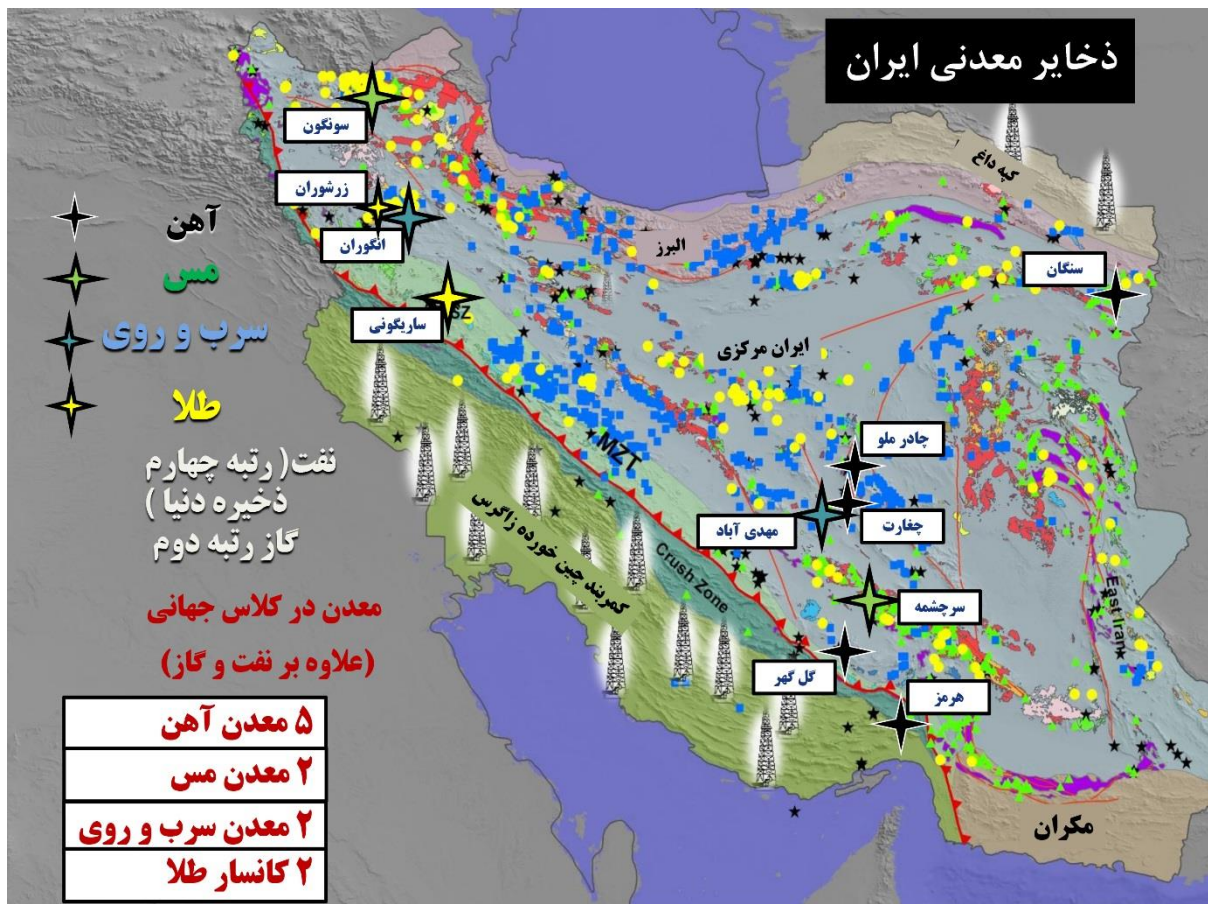 ذخایر معدنی ایران
کپه داغ
سونگون
زرشوران
انگوران
البرز
سنگان
ساریگونی
SZ
ایران مرکزی
آهن
مس
سرب و روی
طلا
نفت( رتبه چهارم
ذخیره دنیا )
گاز رتبه دوم
معدن در کلاس جهانی
(علاوه بر نفت و گاز)
۵ معدن آهن
۲ معدن مس
۲ معدن سرب و روی
۲ کانسار طلا
چادر ملو
MZT
چغارت
مهدی آباد
کمربند چین خورده زاگرس
Crush Zone
سرچشمه
East Iran
گل گهر
هرمز
مکران